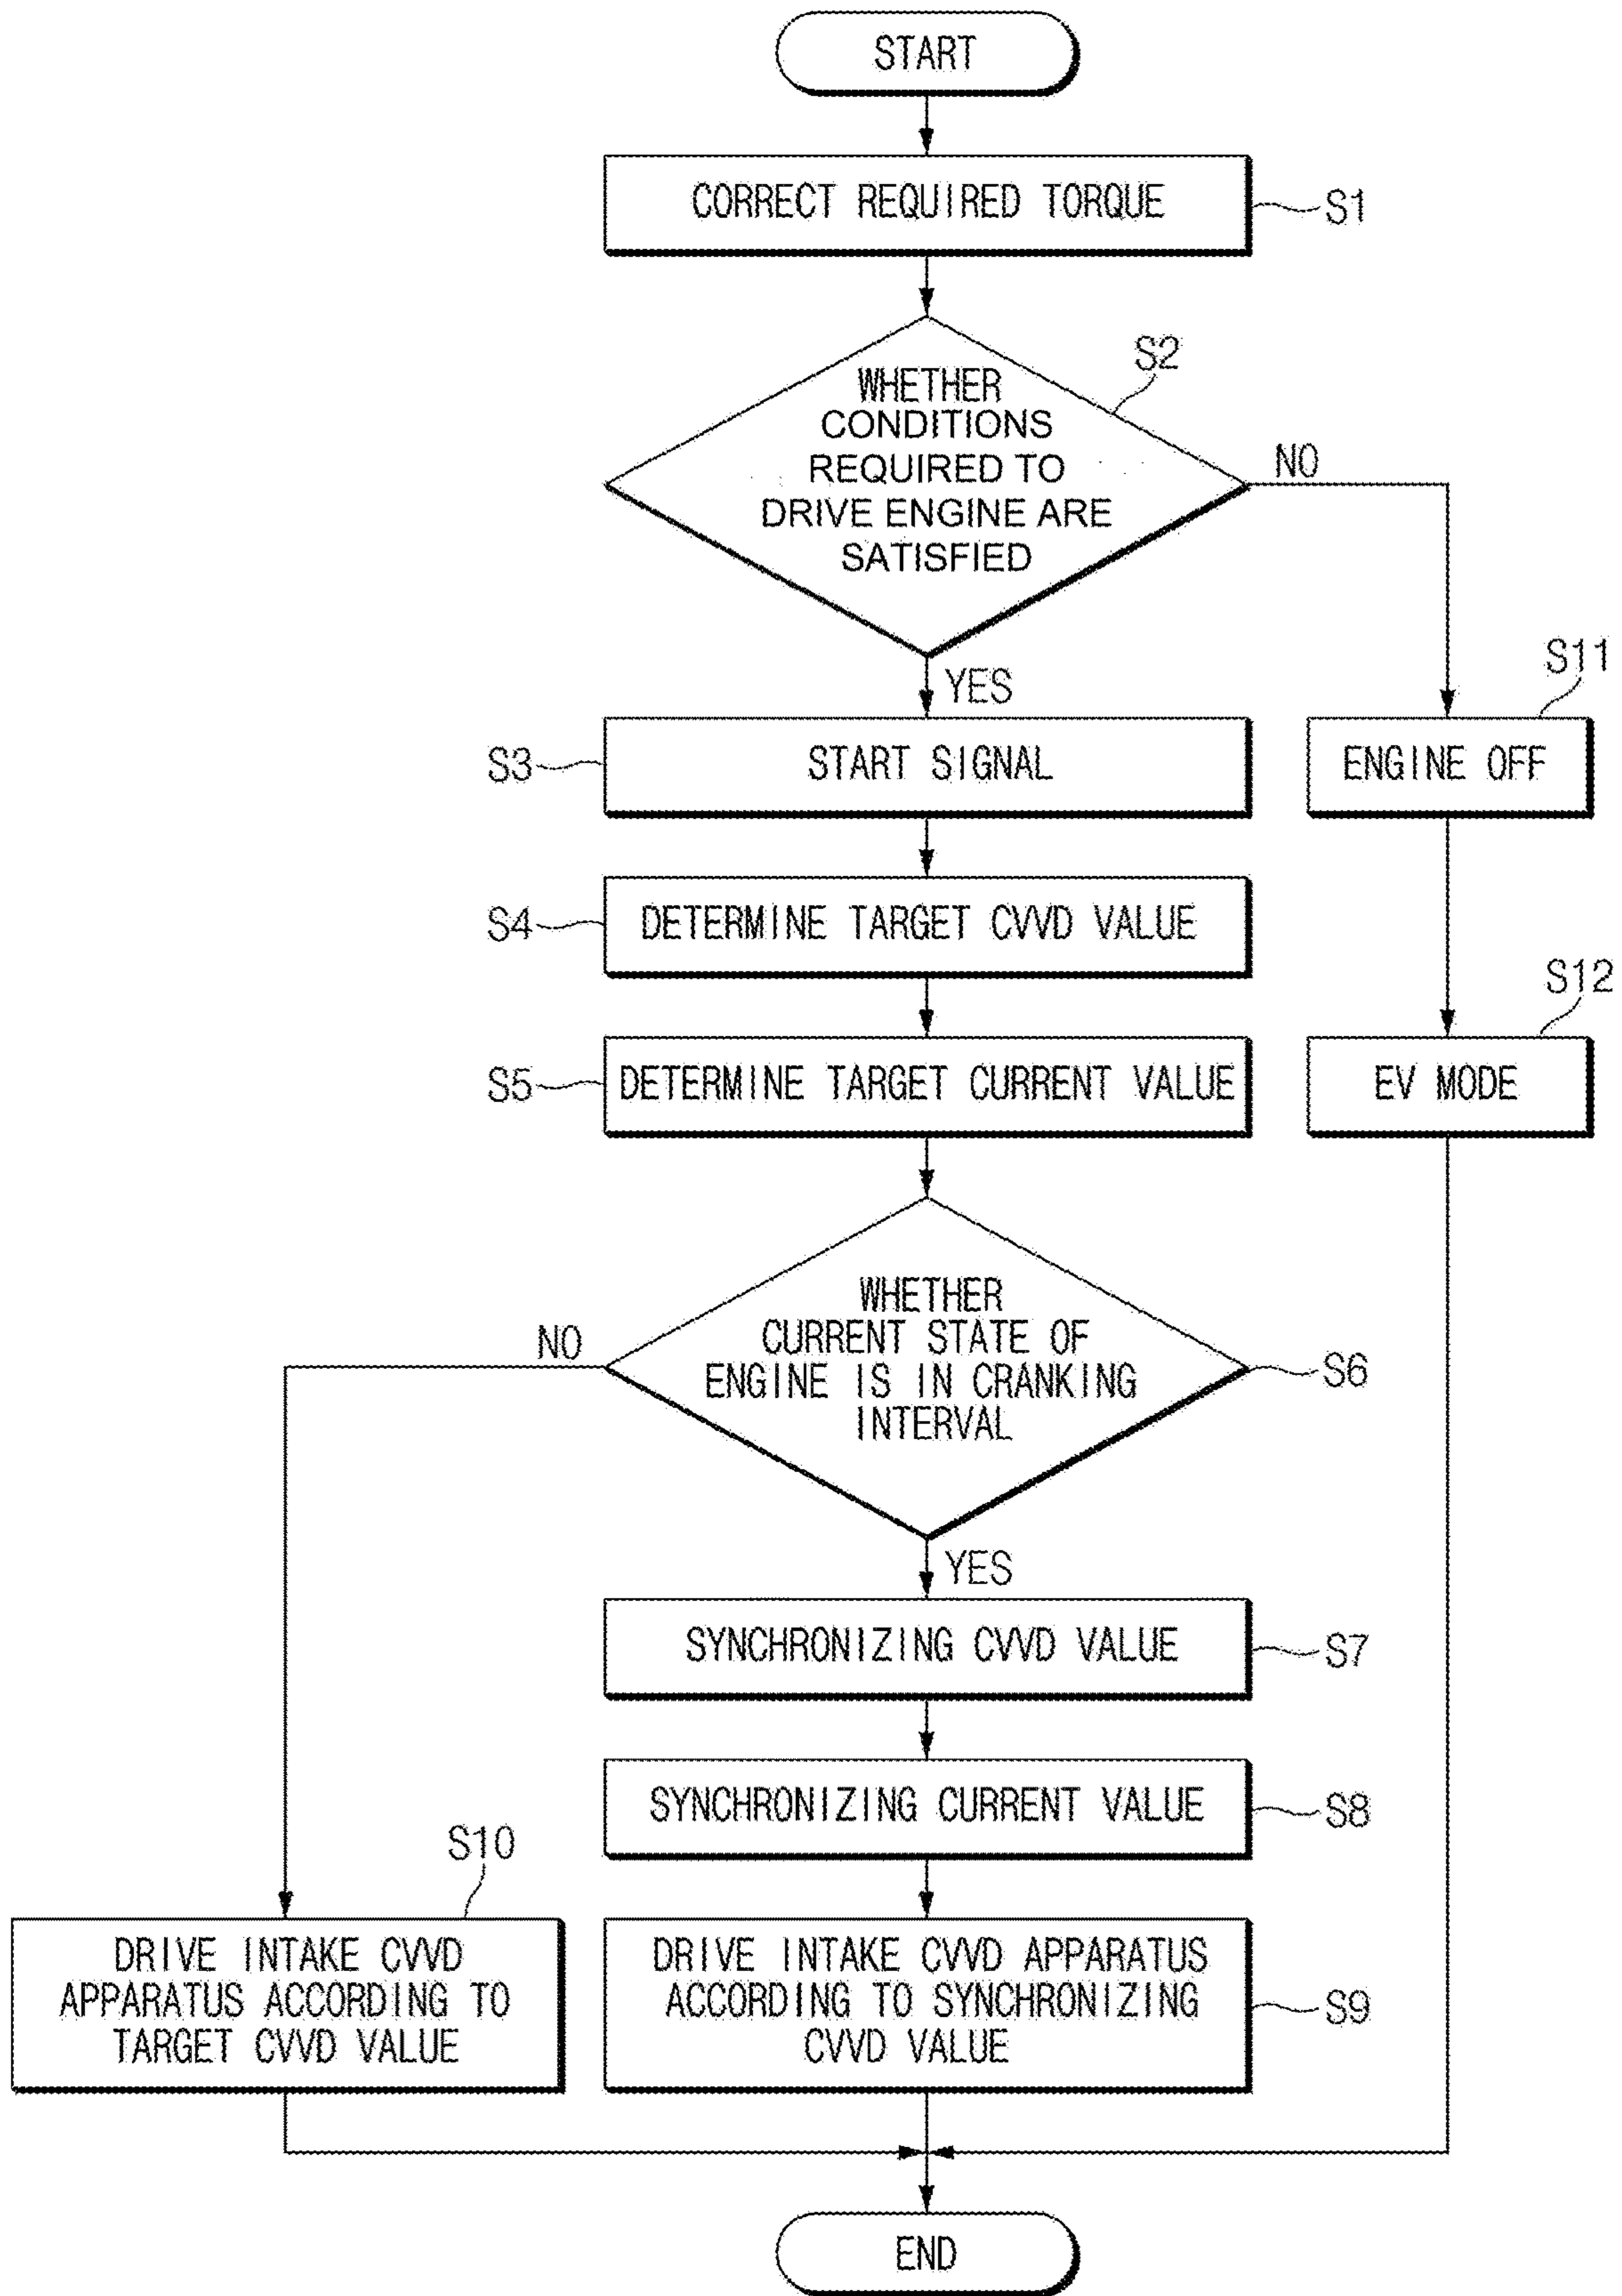 START
CORRECT REQUIRED TORQUE
S1
S2
WHETHER
CONDITIONS
REQUIRED TO
DRIVE ENGINE ARE
SATISFIED
NO
YES
S3
START SIGNAL
S11
ENGINE OFF
S4
DETERMINE TARGET CVVD VALUE
S5
DETERMINE TARGET CURRENT VALUE
S12
EV MODE
WHETHER
CURRENT STATE OF
ENGINE IS IN CRANKING
INTERVAL
NO
S6
YES
SYNCHRONIZING CVVD VALUE
S7
SYNCHRONIZING CURRENT VALUE
S8
S10
DRIVE INTAKE CVVD
APPARATUS ACCORDING TO
TARGET CVVD VALUE
DRIVE INTAKE CVVD APPARATUS
ACCORDING TO SYNCHRONIZING
CVVD VALUE
S9
END